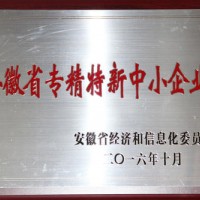 徽省专精特新中小企业
安徽省经济和信息化委员
二〇一六年十月